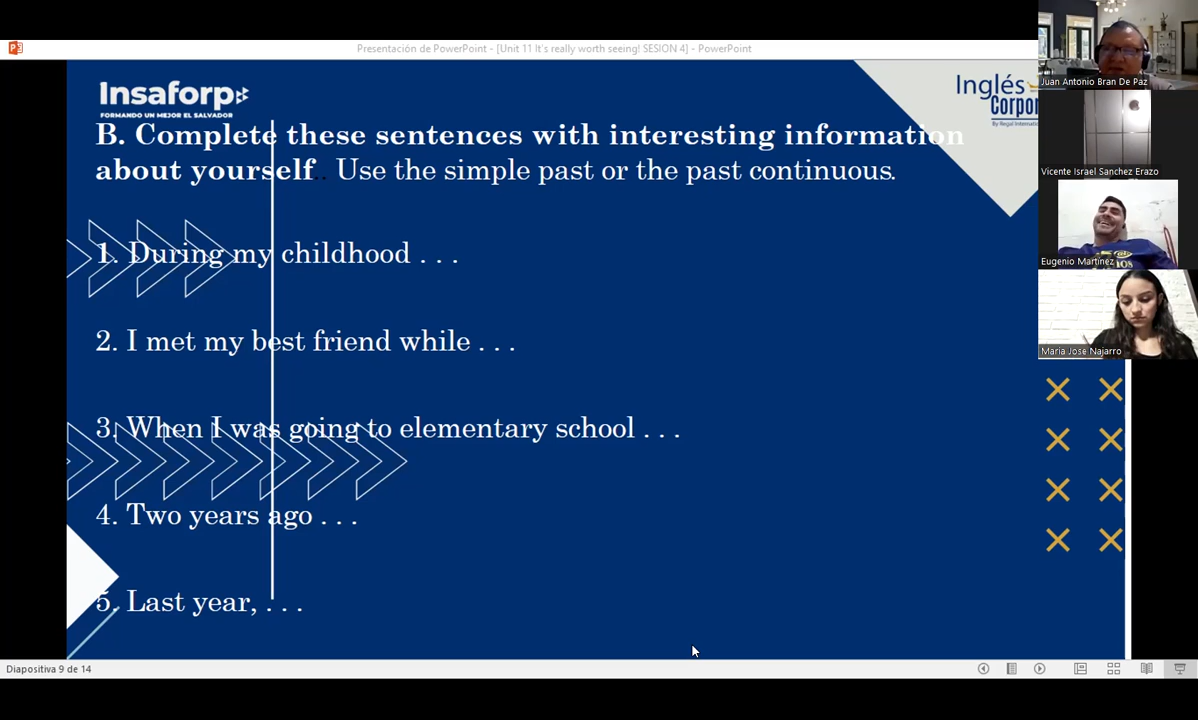 Presentación de PowerPoint - [Unit 11 It's really worth seeing! SESION 4] - PowerPoint
Insaforp
FORMANDO UN MEJOR EL SALVADOR
Inglés
B. Complete these sentences with interesting information
about yourself.. Use the simple past or the past continuous.
1. During my childhood . . .
2. I met my best friend while . . .
3. When I was going to elementary school . . .
4. Two years ago . . .
5. Last year, . . .
Juan Antonio Bran De Paz
Vicente Israel Sanchez Erazo
Eugenio Martinez
Maria José Najarro
Diapositiva 9 de 14